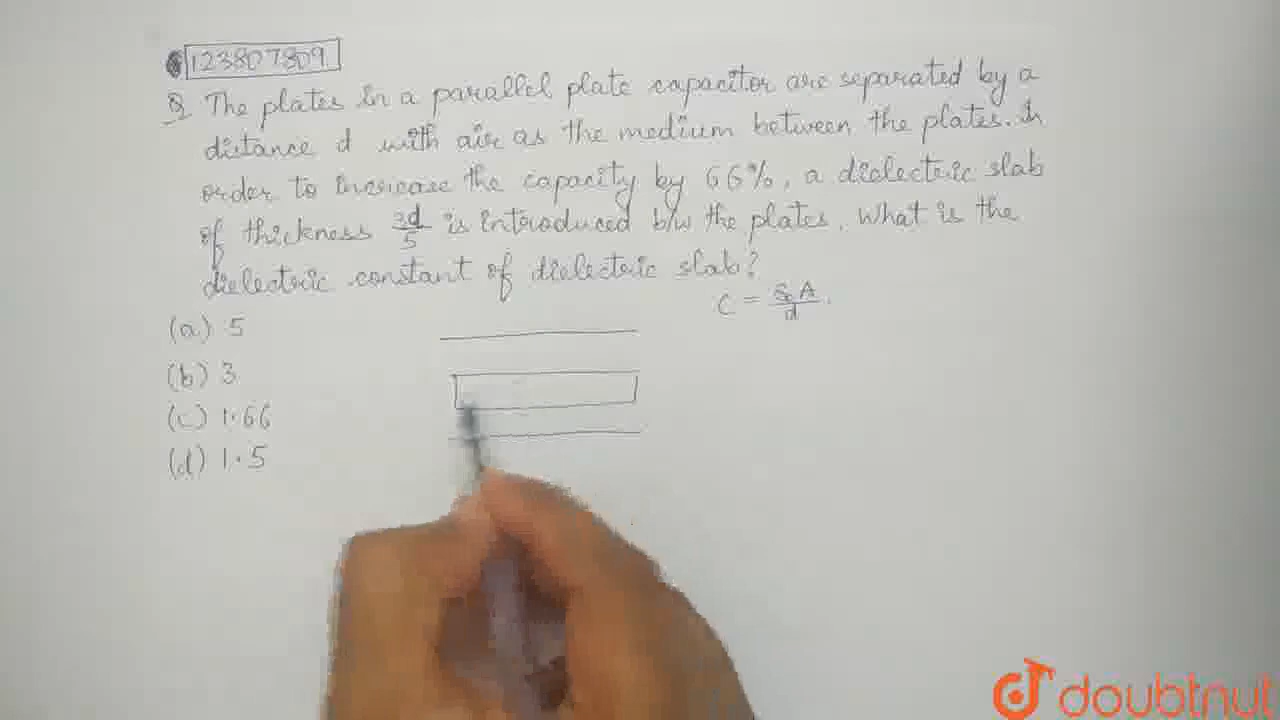 123807809
Q The plates in a parallel plate capacitor are separated by a
distance d with air as the medium between the plates. In
order to increase the capacity by 66%, a dielectric slab
of thickness 3d/5 is introduced b/w the plates. What is the
dielectric constant of dielectric slab?
C = ε₀A/d.
(a) 5
(b) 3
(c) 1.66
(d) 1.5
doubtnut